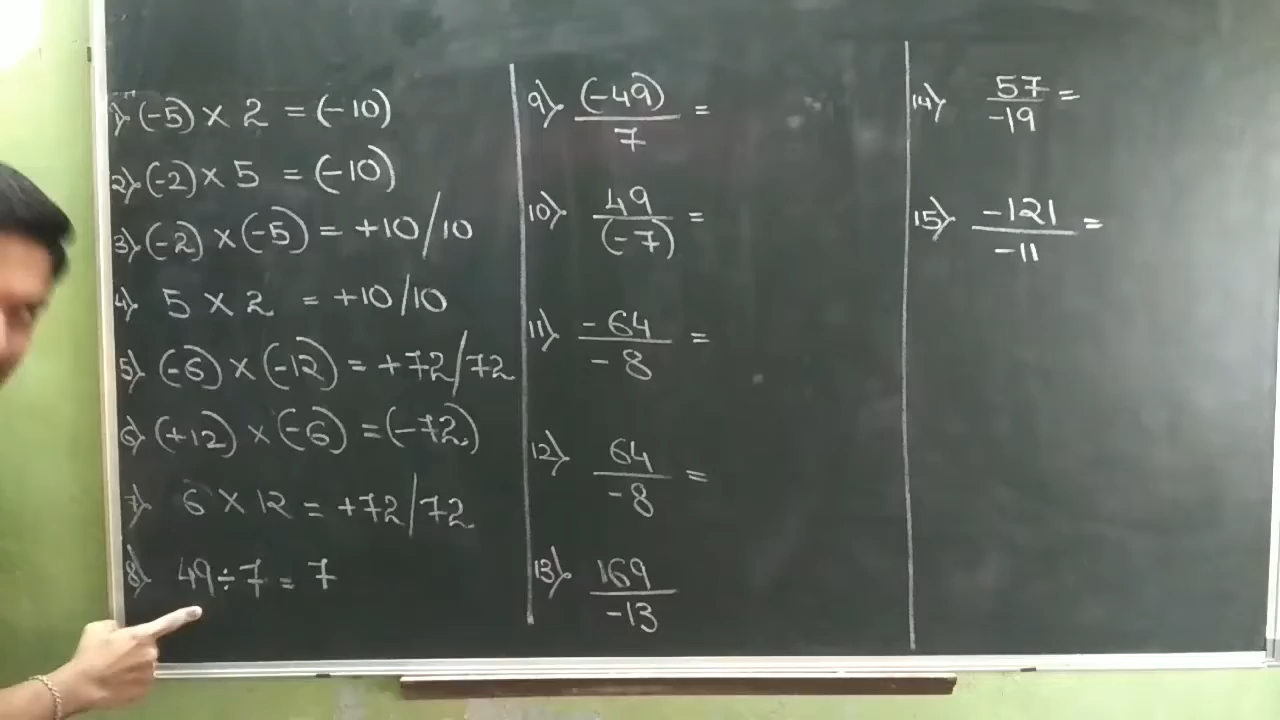 1) (-5) × 2 = (-10)
2) (-2) × 5 = (-10)
3) (-2) × (-5) = +10/10
4) 5 × 2 = +10/10
5) (-6) × (-12) = +72/72
6) (+12) × (-6) = (-72)
7) 6 × 12 = +72/72
8) 49 ÷ 7 = 7
9) (-49)
7 =
10) 49
(-7) =
11) -64
-8 =
12) 64
-8 =
13) 169
-13
14) 57
-19 =
15) -121
-11 =